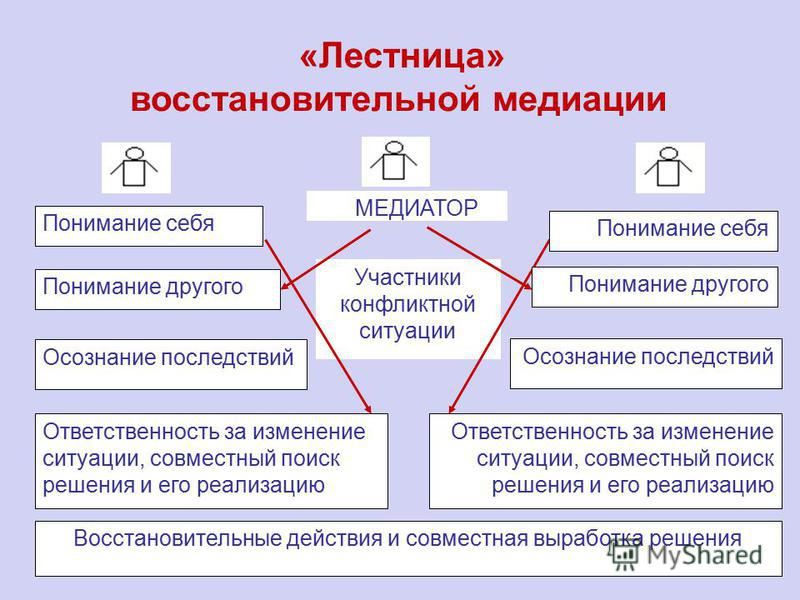 «Лестница»
восстановительной медиации
МЕДИАТОР
Понимание себя
Понимание себя
Понимание другого
Участники
конфликтной
ситуации
Понимание другого
Осознание последствий
Осознание последствий
Ответственность за изменение
ситуации, совместный поиск
решения и его реализацию
Ответственность за изменение
ситуации, совместный поиск
решения и его реализацию
Восстановительные действия и совместная выработка решения
MyShared